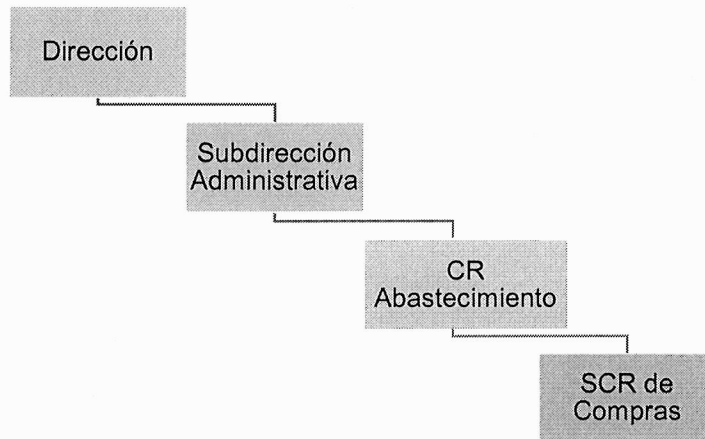 Dirección
Subdirección
Administrativa
CR
Abastecimiento
SCR de
Compras